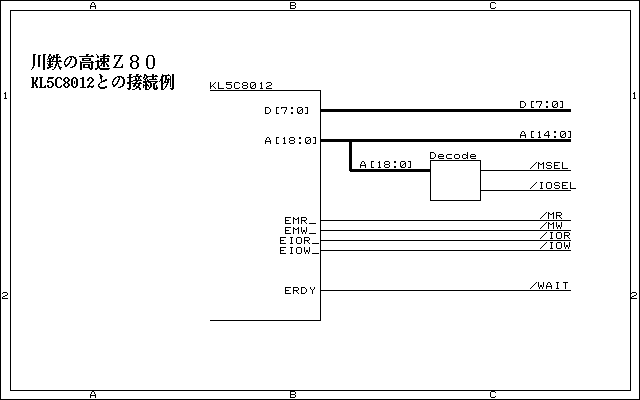 A B C
川鉄の高速Z80
KL5C8012との接続例
KL5C8012
1 1
D[7:0] D[7:0]
A[18:0] A[14:0]
Decode
A[18:0] /MSEL
/IOSEL
EMR_ /MR
EMW_ /MW
EIOR_ /IOR
EIOW_ /IOW
ERDY /WAIT
2 2
A B C